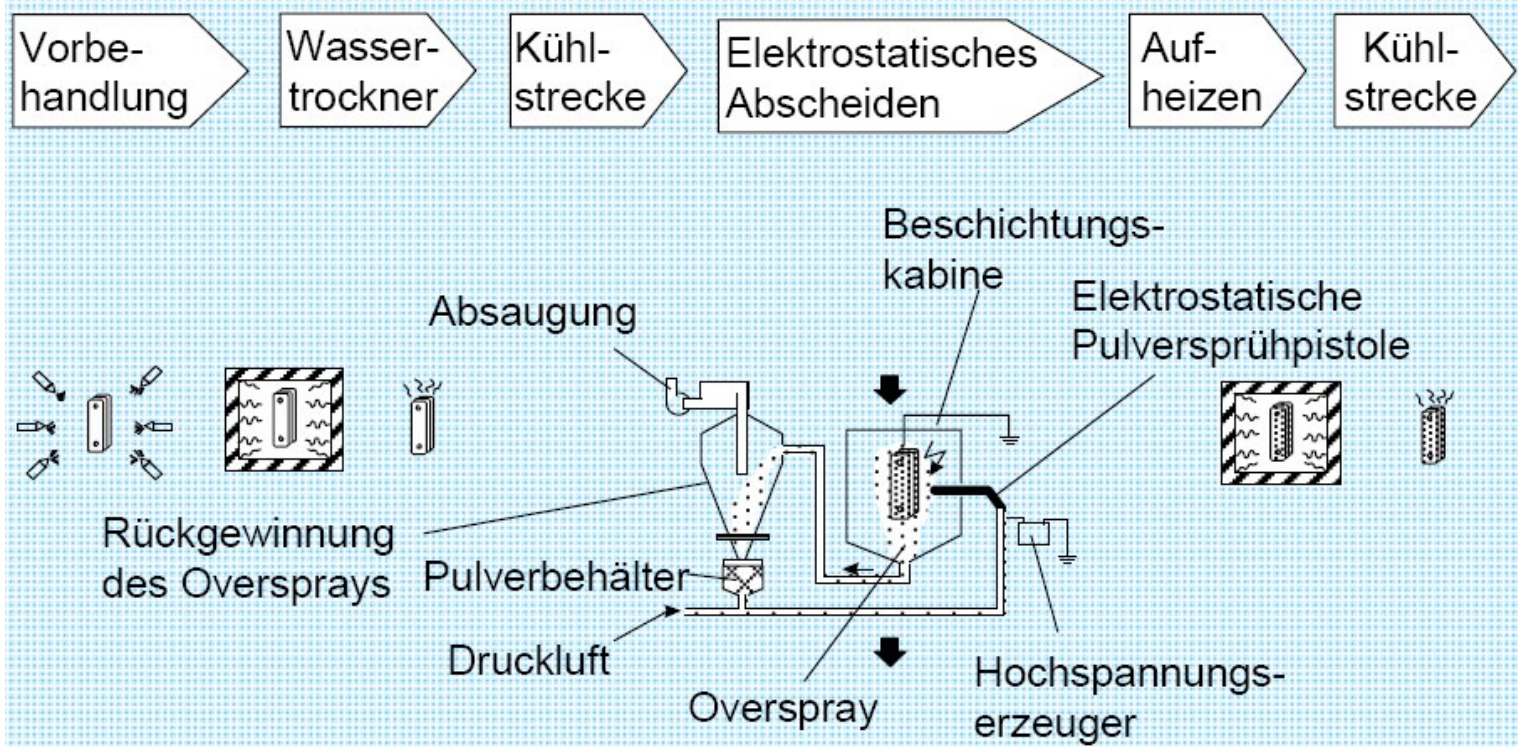 Vorbe-
handlung
Wasser-
trockner
Kühl-
strecke
Elektrostatisches
Abscheiden
Auf-
heizen
Kühl-
strecke
Beschichtungs-
kabine
Elektrostatische
Pulversprühpistole
Absaugung
Rückgewinnung
des Oversprays
Pulverbehälter
Druckluft
Overspray
Hochspannungs-
erzeuger